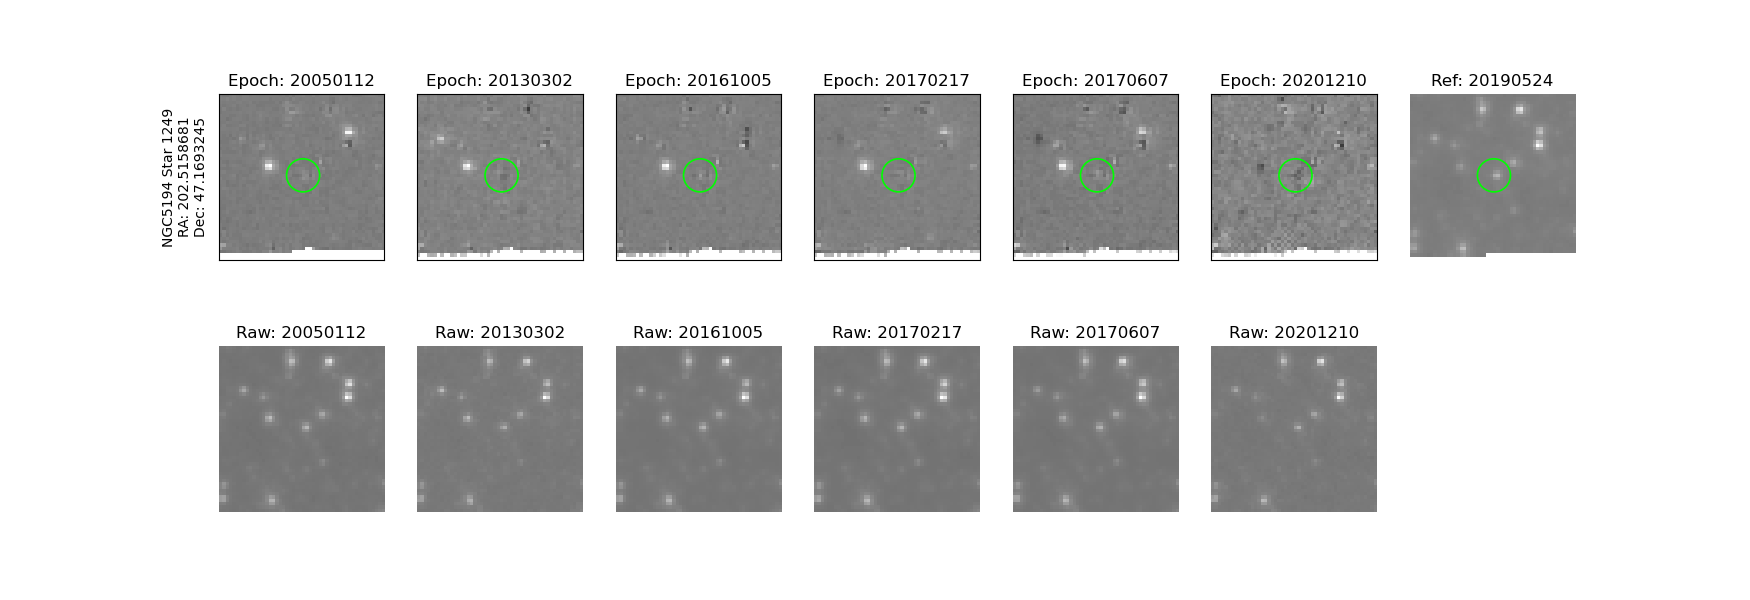 NGC5194 Star 1249
RA: 202.5158681
Dec: 47.1693245
Epoch: 20050112
Epoch: 20130302
Epoch: 20161005
Epoch: 20170217
Epoch: 20170607
Epoch: 20201210
Ref: 20190524
Raw: 20050112
Raw: 20130302
Raw: 20161005
Raw: 20170217
Raw: 20170607
Raw: 20201210